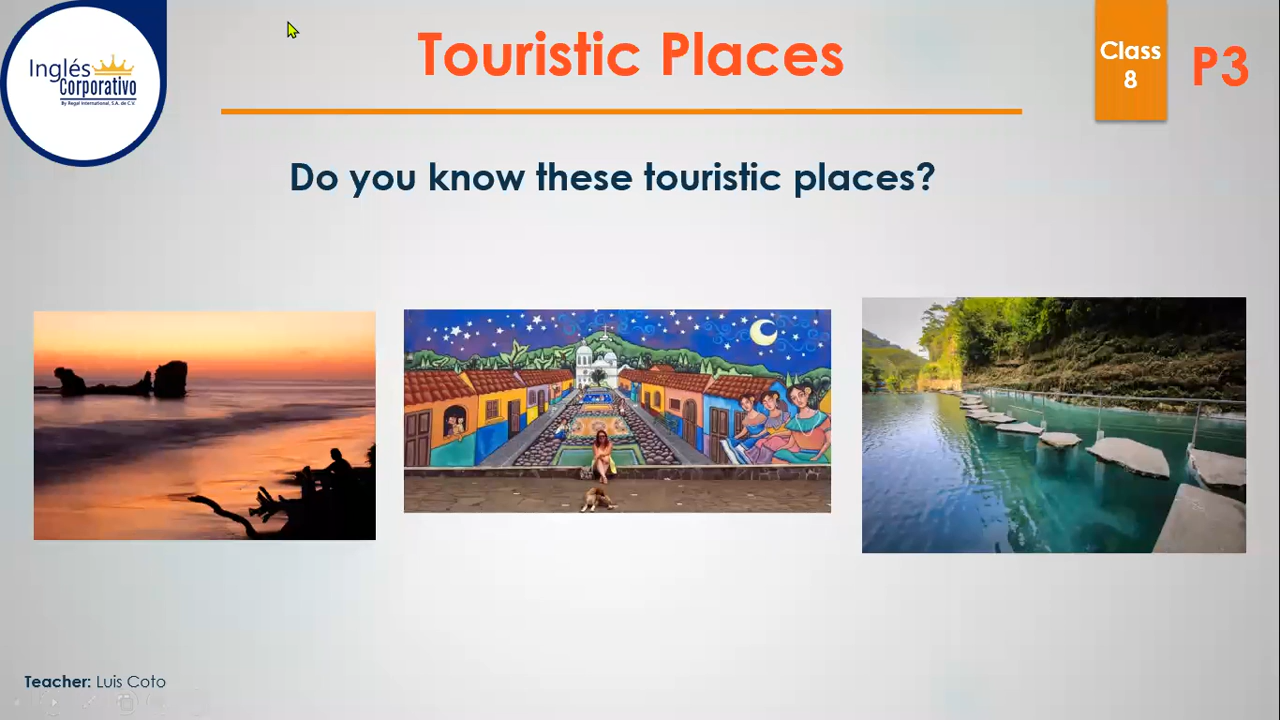 Inglés
Corporativo
By Regal International, S.A. de C.V.
Touristic Places
Class
8
P3
Do you know these touristic places?
Teacher: Luis Coto